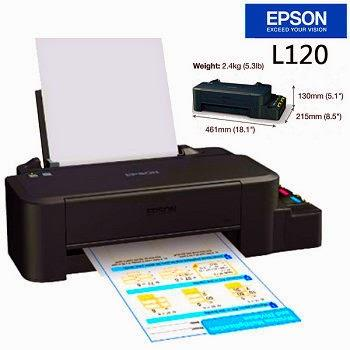 EPSON
EXCEED YOUR VISION
L120
Weight: 2.4kg (5.3lb)
130mm (5.1")
215mm (8.5")
461mm (18.1")
EPSON